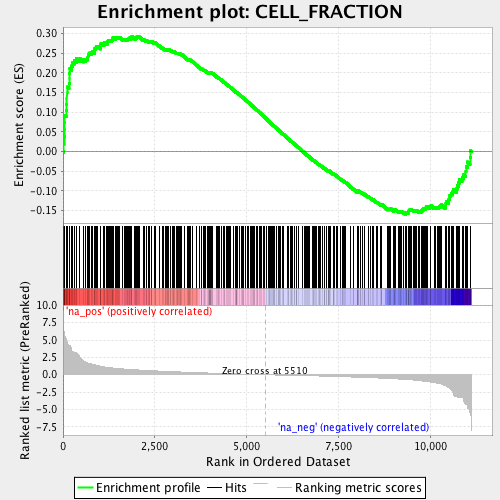 Enrichment plot: CELL_FRACTION
Enrichment score (ES)
0.30
0.25
0.20
0.15
0.10
0.05
0.00
-0.05
-0.10
-0.15
Ranked list metric (PreRanked)
10.0
7.5
5.0
2.5
0.0
-2.5
-5.0
-7.5
'na_pos' (positively correlated)
Zero cross at 5510
'na_neg' (negatively correlated)
0
2,500
5,000
7,500
10,000
Rank in Ordered Dataset
Enrichment profile
Hits
Ranking metric scores